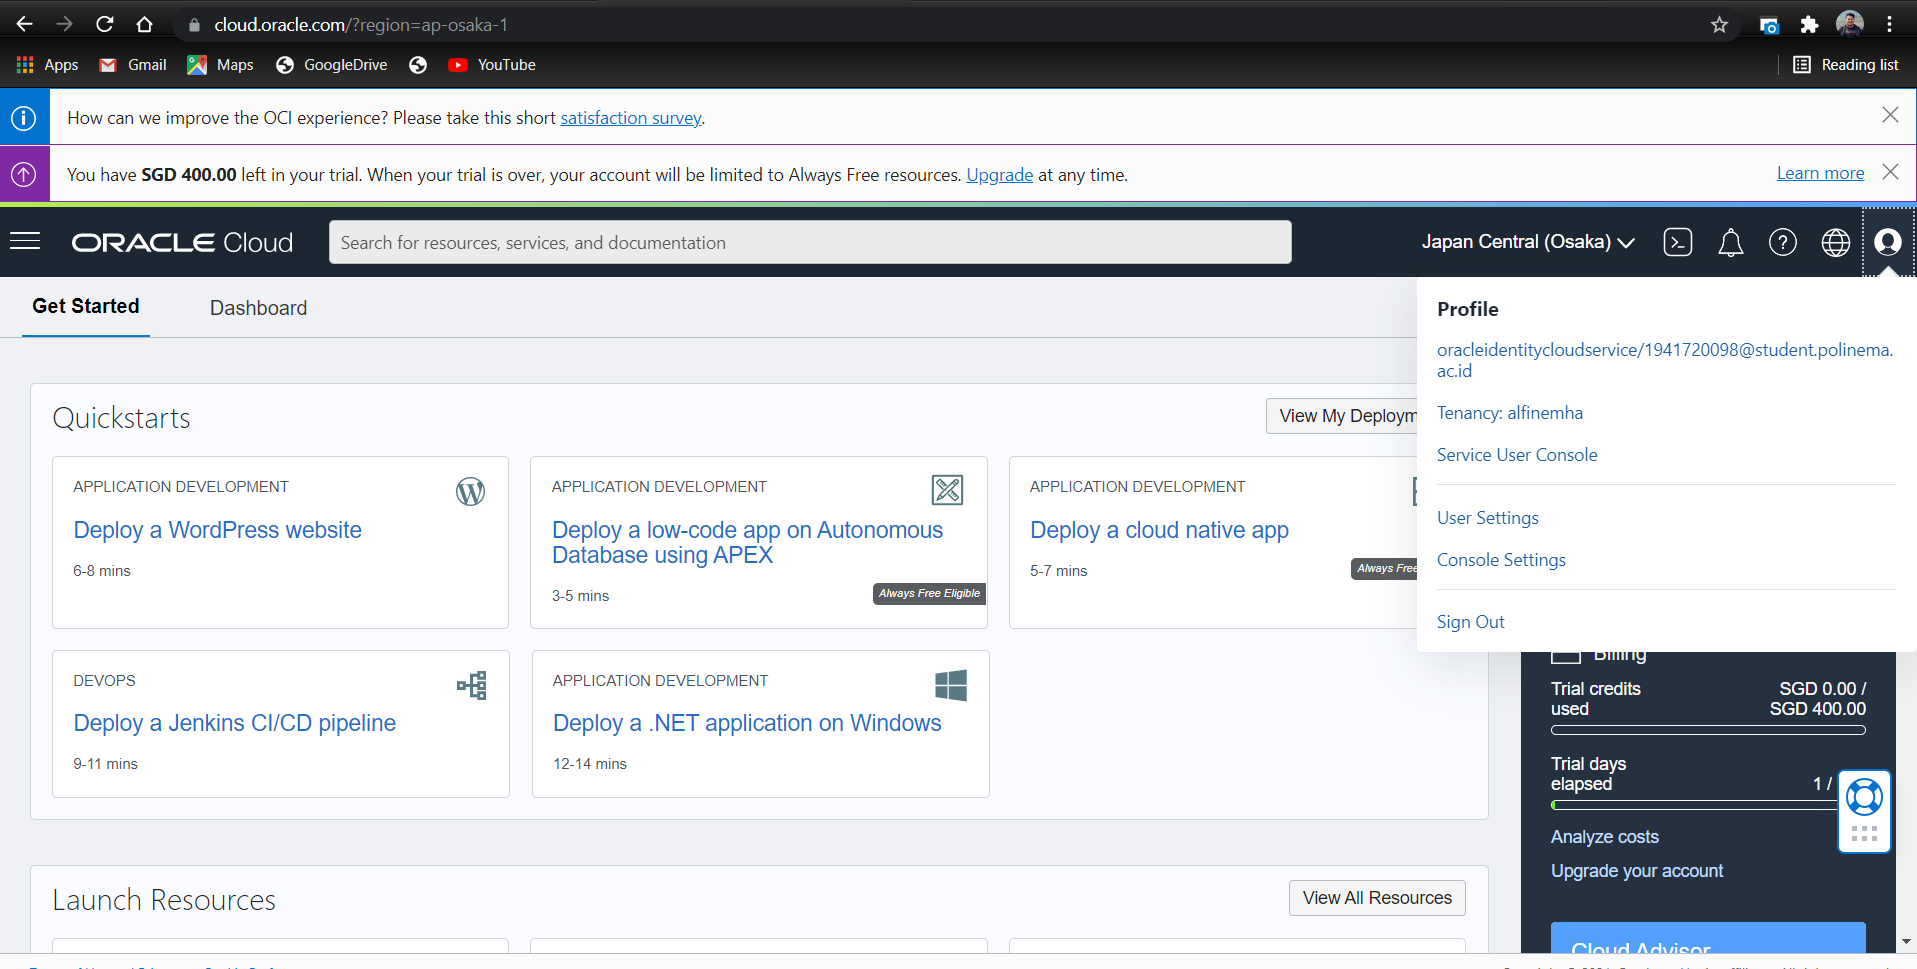 cloud.oracle.com/?region=ap-osaka-1
Apps Gmail Maps GoogleDrive YouTube Reading list
How can we improve the OCI experience? Please take this short satisfaction survey.
You have SGD 400.00 left in your trial. When your trial is over, your account will be limited to Always Free resources. Upgrade at any time. Learn more
ORACLE Cloud
Search for resources, services, and documentation
Japan Central (Osaka)
Get Started
Dashboard
Profile
oracleidentitycloudservice/1941720098@student.polinema.
ac.id
Tenancy: alfinemha
Service User Console
User Settings
Console Settings
Sign Out
Quickstarts
View My Deploym
APPLICATION DEVELOPMENT
Deploy a WordPress website
6-8 mins
APPLICATION DEVELOPMENT
Deploy a low-code app on Autonomous
Database using APEX
3-5 mins
Always Free Eligible
APPLICATION DEVELOPMENT
Deploy a cloud native app
5-7 mins
Always Free
DEVOPS
Deploy a Jenkins CI/CD pipeline
9-11 mins
APPLICATION DEVELOPMENT
Deploy a .NET application on Windows
12-14 mins
Billing
Trial credits
used
SGD 0.00 /
SGD 400.00
Trial days
elapsed
1 /
Analyze costs
Upgrade your account
Cloud Advisor
Launch Resources
View All Resources